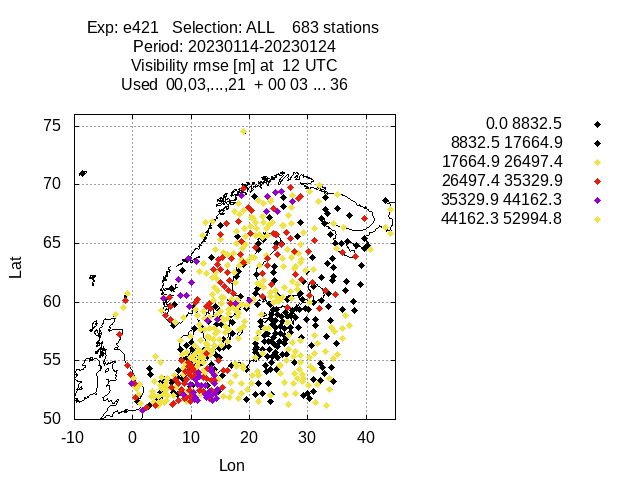 Exp: e421   Selection: ALL    683 stations
Period: 20230114-20230124
Visibility rmse [m] at  12 UTC
Used  00,03,...,21  + 00 03 ... 36
0.0 8832.5
8832.5 17664.9
17664.9 26497.4
26497.4 35329.9
35329.9 44162.3
44162.3 52994.8
75
70
65
60
55
50
Lat
-10 0 10 20 30 40
Lon